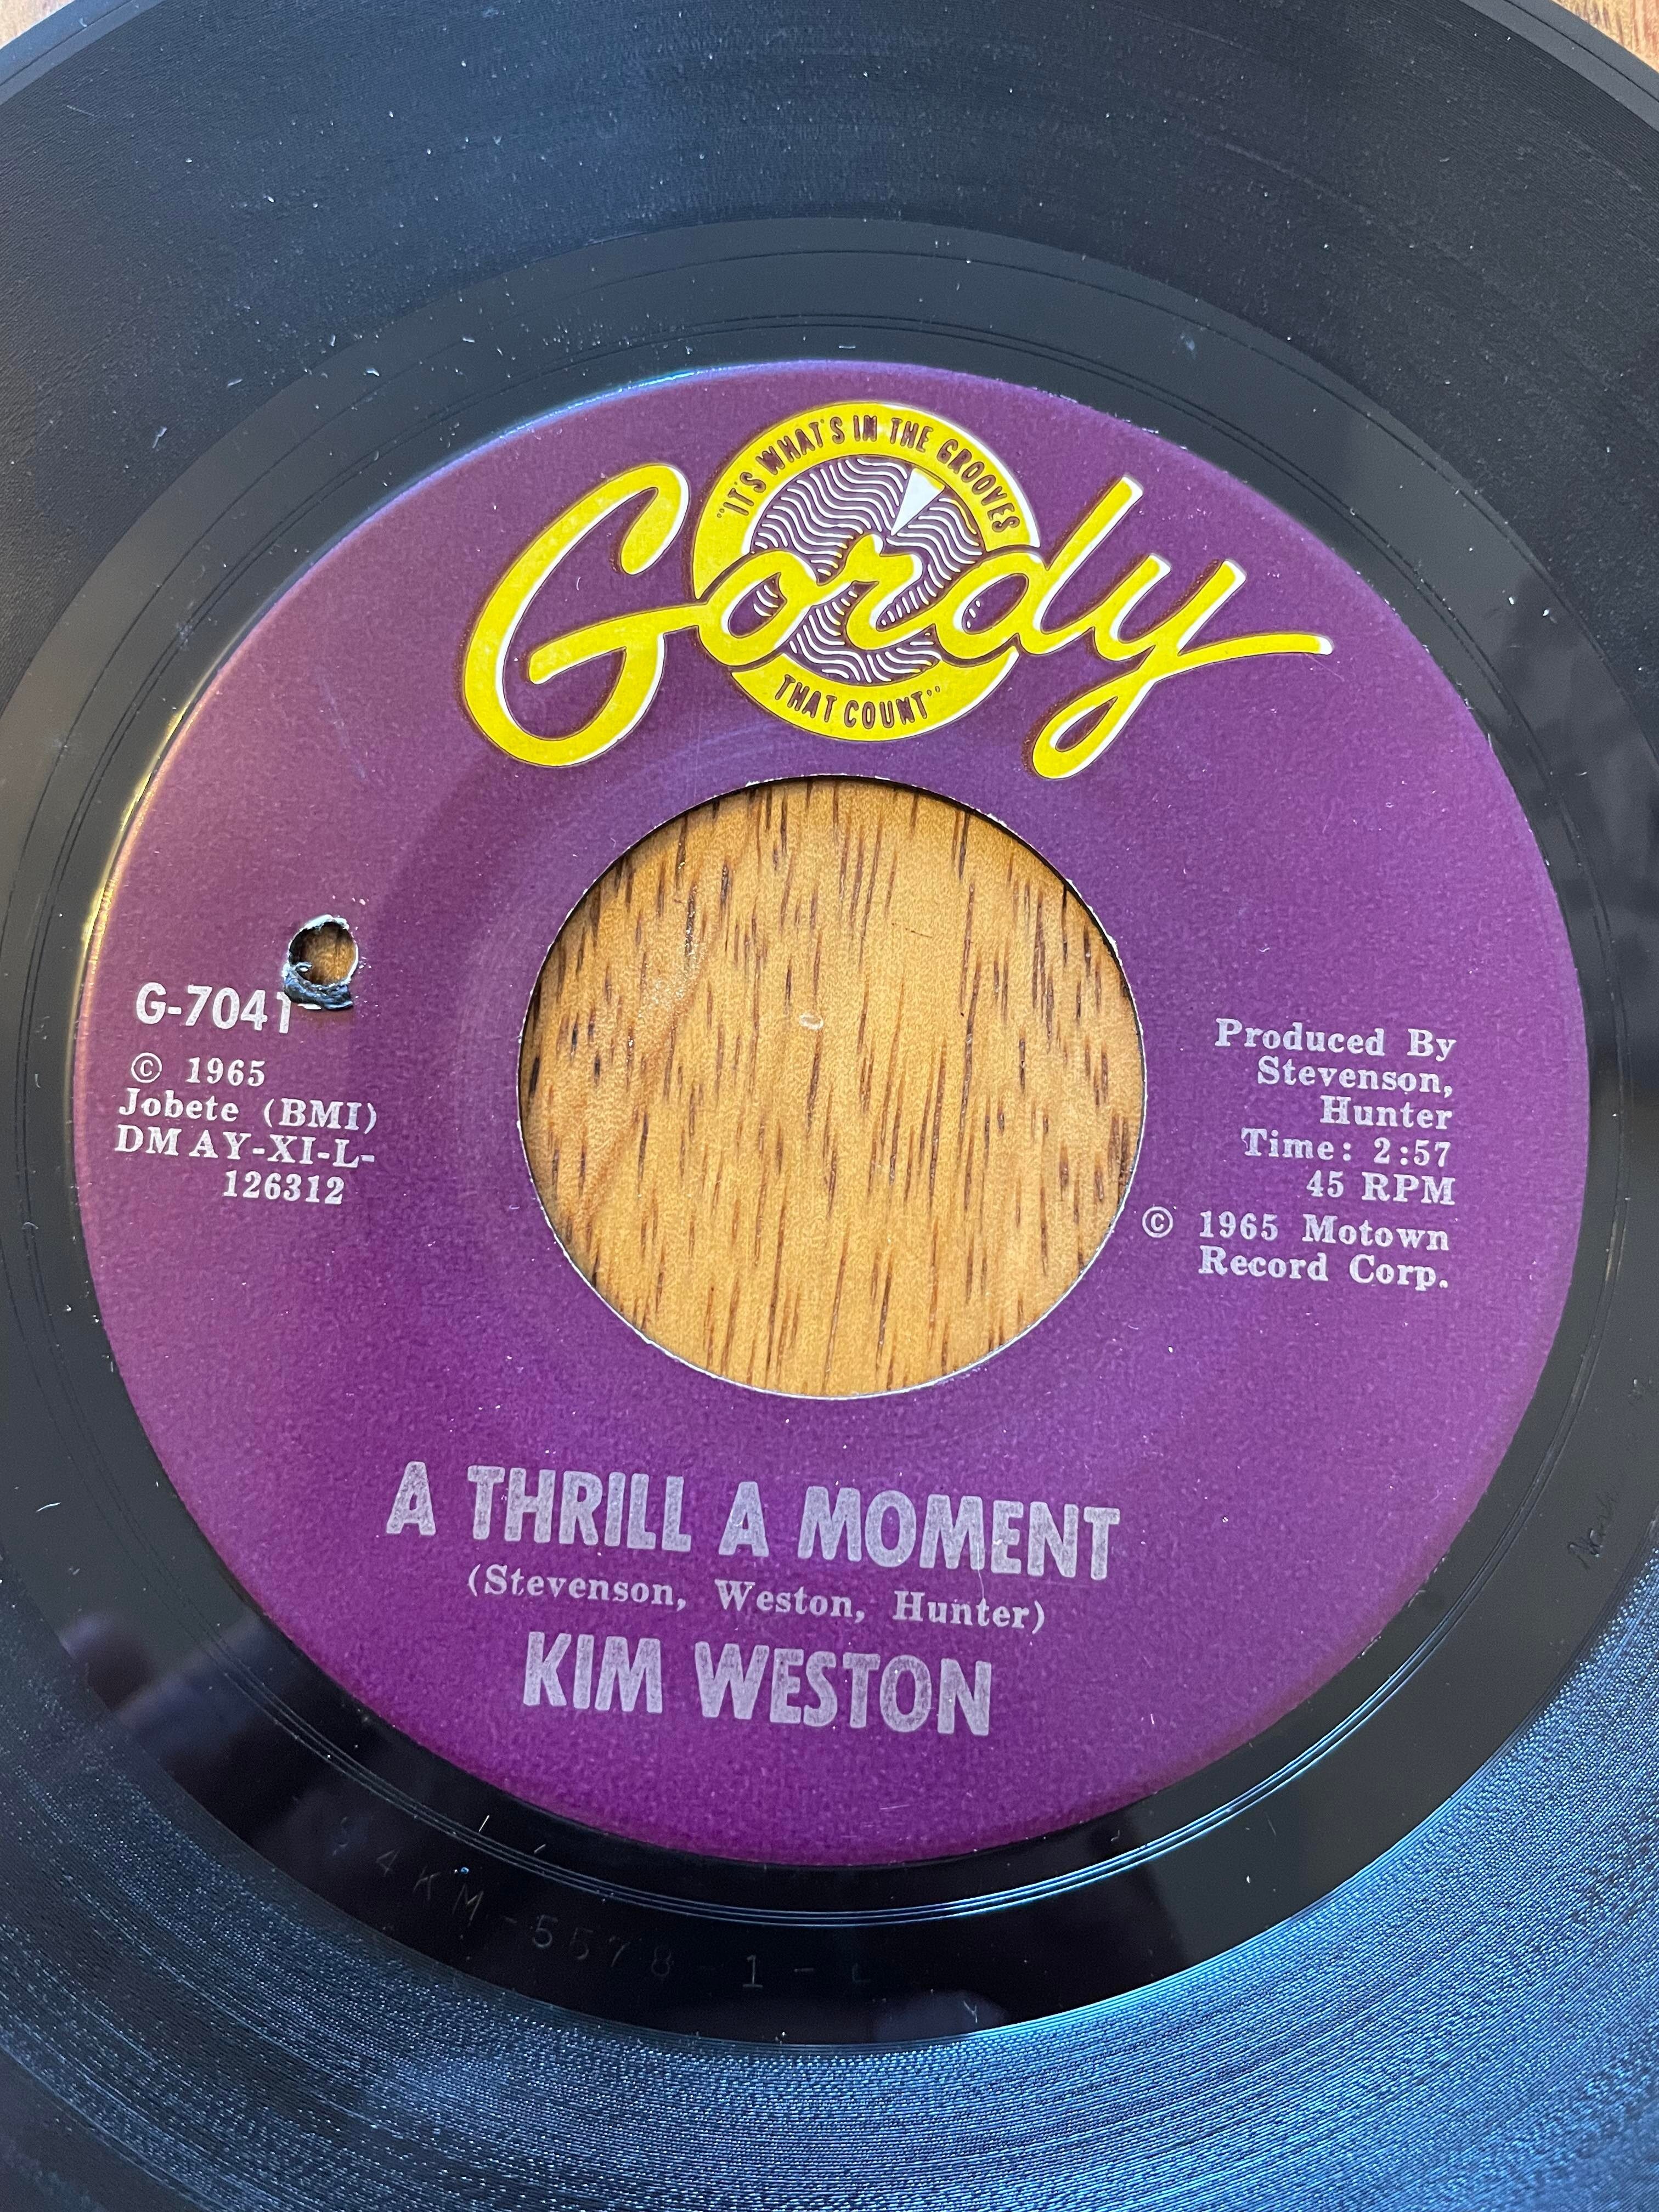 "IT'S WHAT'S IN THE GROOVES
Gordy
THAT COUNT"
G-7041
© 1965
Jobete (BMI)
DM AY-XI-L-
126312
Produced By
Stevenson,
Hunter
Time: 2:57
45 RPM
© 1965 Motown
Record Corp.
A THRILL A MOMENT
(Stevenson, Weston, Hunter)
KIM WESTON